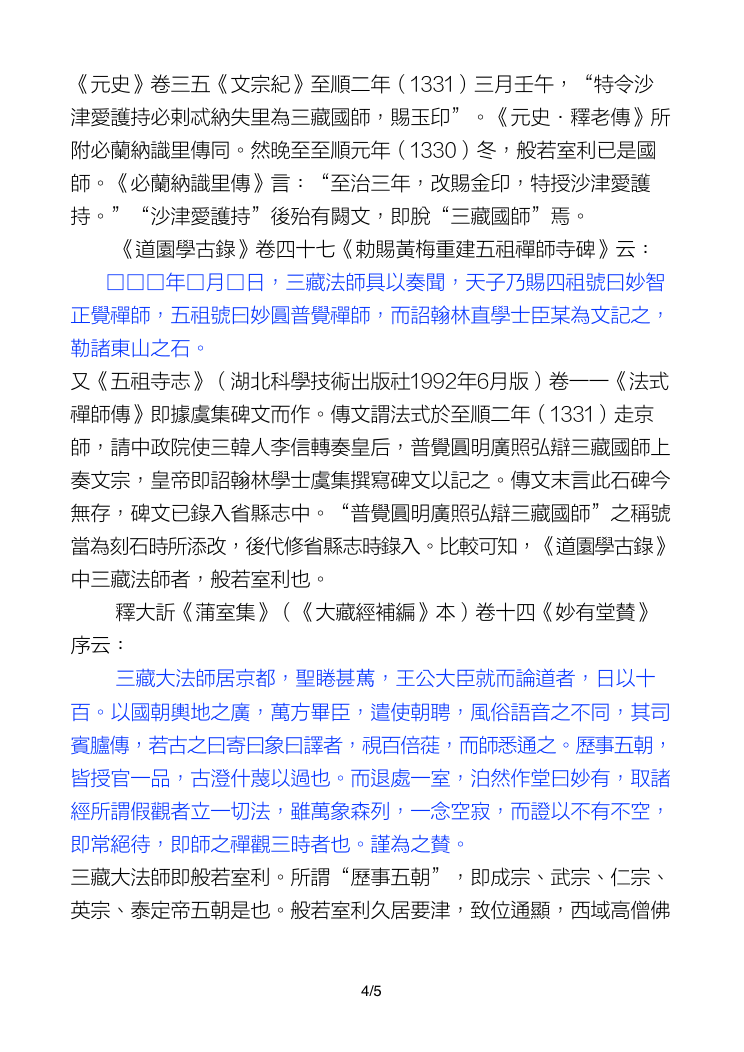 《元史》卷三五《文宗紀》至順二年（1331）三月壬午，“特令沙
津愛護持必剌忒納失里為三藏國師，賜玉印”。《元史．釋老傳》所
附必蘭納識里傳同。然晚至至順元年（1330）冬，般若室利已是國
師。《必蘭納識里傳》言：“至治三年，改賜金印，特授沙津愛護
持。”“沙津愛護持”後殆有闕文，即脫“三藏國師”焉。
《道園學古錄》卷四十七《勅賜黃梅重建五祖禪師寺碑》云：
□□□年□月□日，三藏法師具以奏聞，天子乃賜四祖號曰妙智
正覺禪師，五祖號曰妙圓普覺禪師，而詔翰林直學士臣某為文記之，
勒諸東山之石。
又《五祖寺志》（湖北科學技術出版社1992年6月版）卷一一《法式
禪師傳》即據虞集碑文而作。傳文謂法式於至順二年（1331）走京
師，請中政院使三韓人李信轉奏皇后，普覺圓明廣照弘辯三藏國師上
奏文宗，皇帝即詔翰林學士虞集撰寫碑文以記之。傳文末言此石碑今
無存，碑文已錄入省縣志中。“普覺圓明廣照弘辯三藏國師”之稱號
當為刻石時所添改，後代修省縣志時錄入。比較可知，《道園學古錄》
中三藏法師者，般若室利也。
釋大訢《蒲室集》（《大藏經補編》本）卷十四《妙有堂贊》
序云：
三藏大法師居京都，聖睠甚萬，王公大臣就而論道者，日以十
百。以國朝輿地之廣，萬方畢臣，遣使朝聘，風俗語音之不同，其司
賓臚傳，若古之曰寄曰象曰譯者，視百倍蓰，而師悉通之。歷事五朝，
皆授官一品，古澄什蔑以過也。而退處一室，泊然作堂曰妙有，取諸
經所謂假觀者立一切法，雖萬象森列，一念空寂，而證以不有不空，
即常絕待，即師之禪觀三時者也。謹為之贊。
三藏大法師即般若室利。所謂“歷事五朝”，即成宗、武宗、仁宗、
英宗、泰定帝五朝是也。般若室利久居要津，致位通顯，西域高僧佛
4/5